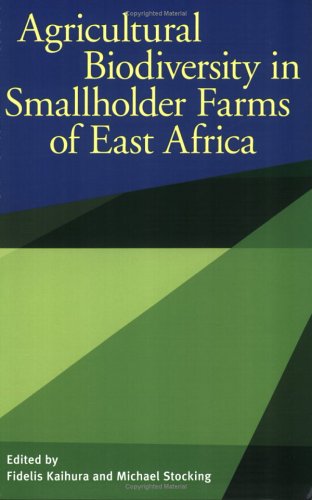 Agricultural
Biodiversity in
Smallholder Farms
of East Africa
Edited by
Fidelis Kaihura and Michael Stocking